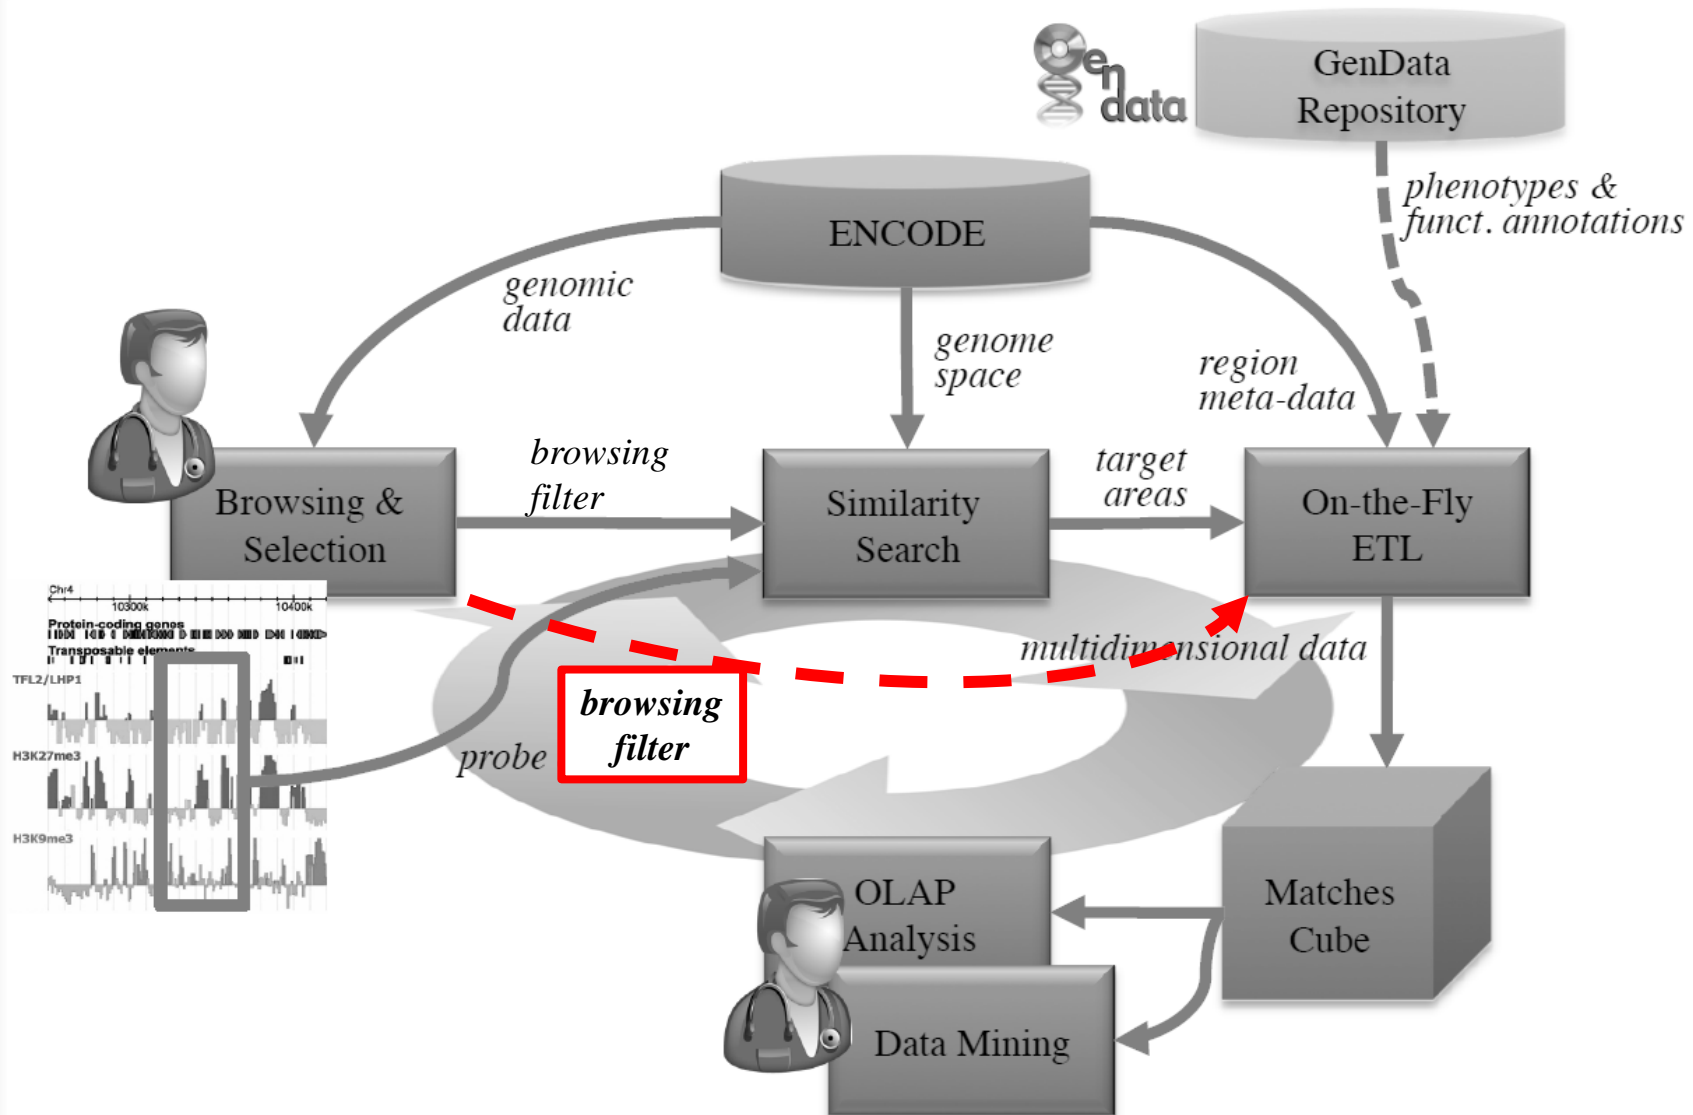 GenData
Repository
en
data
phenotypes &
funct. annotations
ENCODE
genomic
data
genome
space
region
meta-data
browsing
filter
target
areas
Browsing &
Selection
Similarity
Search
On-the-Fly
ETL
Chr4
10300k
10400k
Protein-coding genes
Transposable elements
TFL2/LHP1
H3K27me3
H3K9me3
multidimensional data
browsing
filter
probe
OLAP
Analysis
Matches
Cube
Data Mining